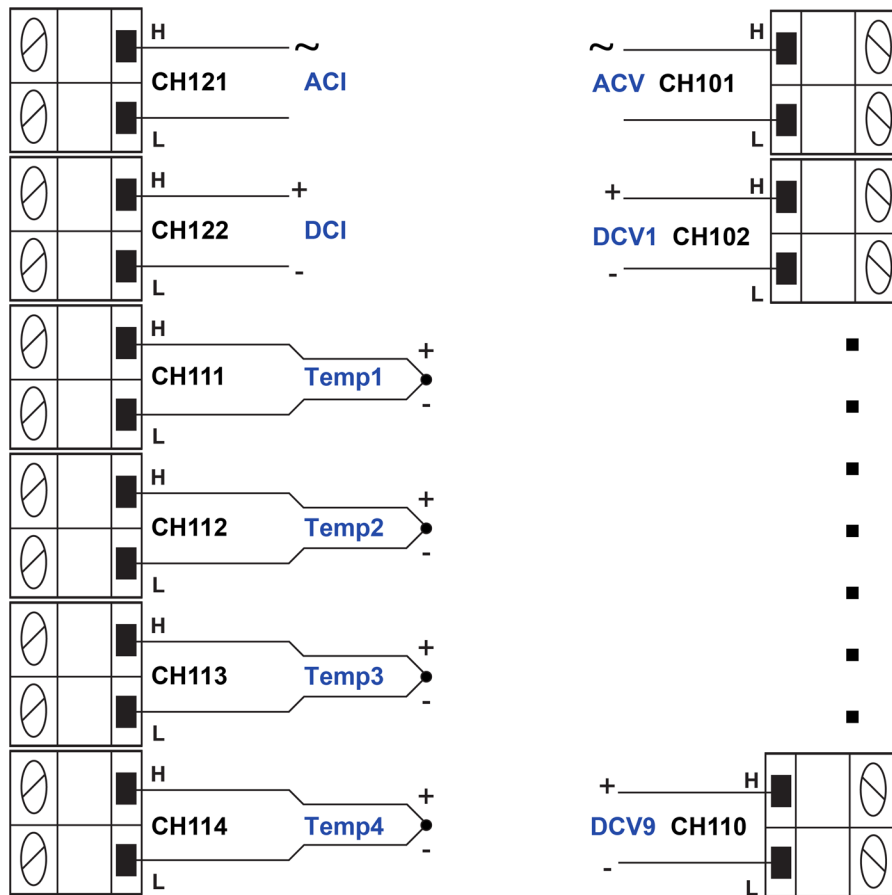 H
~
CH121 ACI
L
H
+
CH122 DCI
-
L
H
+
CH111 Temp1
-
L
H
+
CH112 Temp2
-
L
H
+
CH113 Temp3
-
L
H
+
CH114 Temp4
-
L
~
H
ACV CH101
L
+
H
DCV1 CH102
-
L
+
H
DCV9 CH110
-
L